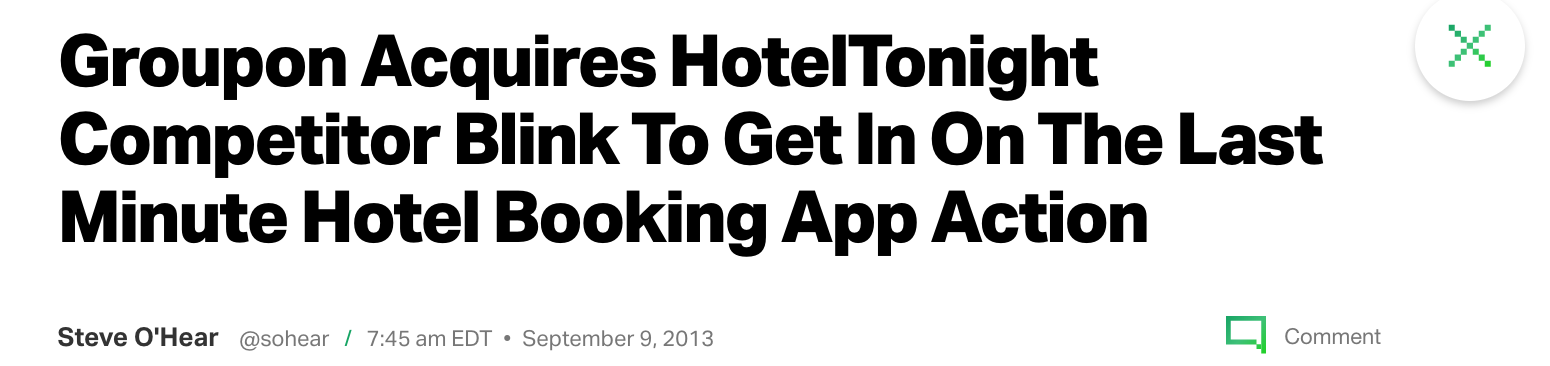 Groupon Acquires HotelTonight
Competitor Blink To Get In On The Last
Minute Hotel Booking App Action
Steve O'Hear @sohear / 7:45 am EDT • September 9, 2013
Comment